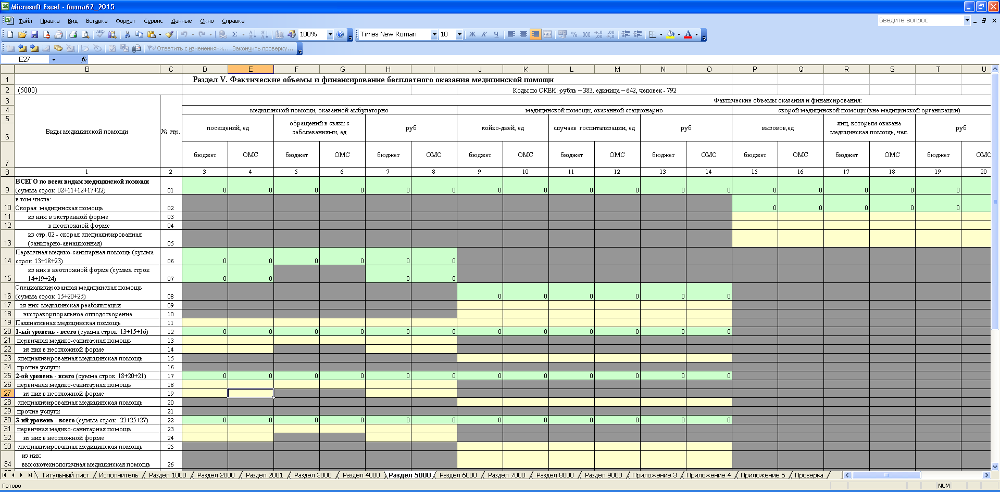 Microsoft Excel - forma62_2015
Файл Правка Вид Вставка Формат Сервис Данные Окно Справка
Введите вопрос
100% Times New Roman 10 Ж К Ч
Ответить с изменениями... Закончить проверку...
E27 fx
B C D E F G H I J K L M N O P Q R S T U
1 Раздел V. Фактические объемы и финансирование бесплатного оказания медицинской помощи
2 (5000) Коды по ОКЕИ: рубль – 383, единица – 642, человек - 792
3 Фактические объемы оказания и финансирования:
4 медицинской помощи, оказанной амбулаторно медицинской помощи, оказанной стационарно скорой медицинской помощи (вне медицинской организации)
5
6
Виды медицинской помощи № стр.
посещений, ед обращений в связи с заболеваниями, ед руб койко-дней, ед случаев госпитализации, ед руб вызовов,ед лиц, которым оказана медицинская помощь, чел. руб
7 бюджет ОМС бюджет ОМС бюджет ОМС бюджет ОМС бюджет ОМС бюджет ОМС бюджет ОМС бюджет ОМС бюджет ОМС
8 1 2 3 4 5 6 7 8 9 10 11 12 13 14 15 16 17 18 19 20
ВСЕГО по всем видам медицинской помощи
9 (сумма строк 02+11+12+17+22) 01 0 0 0 0 0 0 0 0 0 0 0 0 0 0 0 0 0
в том числе:
10 Скорая медицинская помощь 02 0 0 0 0 0
11 из них: в экстренной форме 03
12 в неотложной форме 04
из стр. 02 - скорая специализированная
13 (санитарно-авиационная) 05
Первичная медико-санитарная помощь (сумма
14 строк 13+18+23) 06 0 0 0 0 0 0
из них в неотложной форме (сумма строк
15 14+19+24) 07 0 0 0 0
Специализированная медицинская помощь
16 (сумма строк 15+20+25) 08 0 0 0 0 0 0
17 из них: медицинская реабилитация 09
18 экстракорпоральное оплодотворение 10
19 Паллиативная медицинская помощь 11
20 1-ый уровень - всего (сумма строк 13+15+16) 12 0 0 0 0 0 0 0 0 0 0 0 0
21 первичная медико-санитарная помощь 13
22 из них в неотложной форме 14
23 специализированная медицинская помощь 15
24 прочие услуги 16
25 2-ой уровень - всего (сумма строк 18+20+21) 17 0 0 0 0 0 0 0 0 0 0 0 0
26 первичная медико-санитарная помощь 18
27 из них в неотложной форме 19
28 специализированная медицинская помощь 20
29 прочие услуги 21
30 3-ий уровень - всего (сумма строк 23+25+27) 22 0 0 0 0 0 0 0 0 0 0 0 0
31 первичная медико-санитарная помощь 23
32 из них в неотложной форме 24
33 специализированная медицинская помощь 25
из них:
34 высокотехнологичная медицинская помощь 26
Титульный лист Исполнитель Раздел 1000 Раздел 2000 Раздел 2001 Раздел 3000 Раздел 4000 Раздел 5000 Раздел 6000 Раздел 7000 Раздел 8000 Раздел 9000 Приложение 3 Приложение 4 Приложение 5 Проверка
Готово NUM